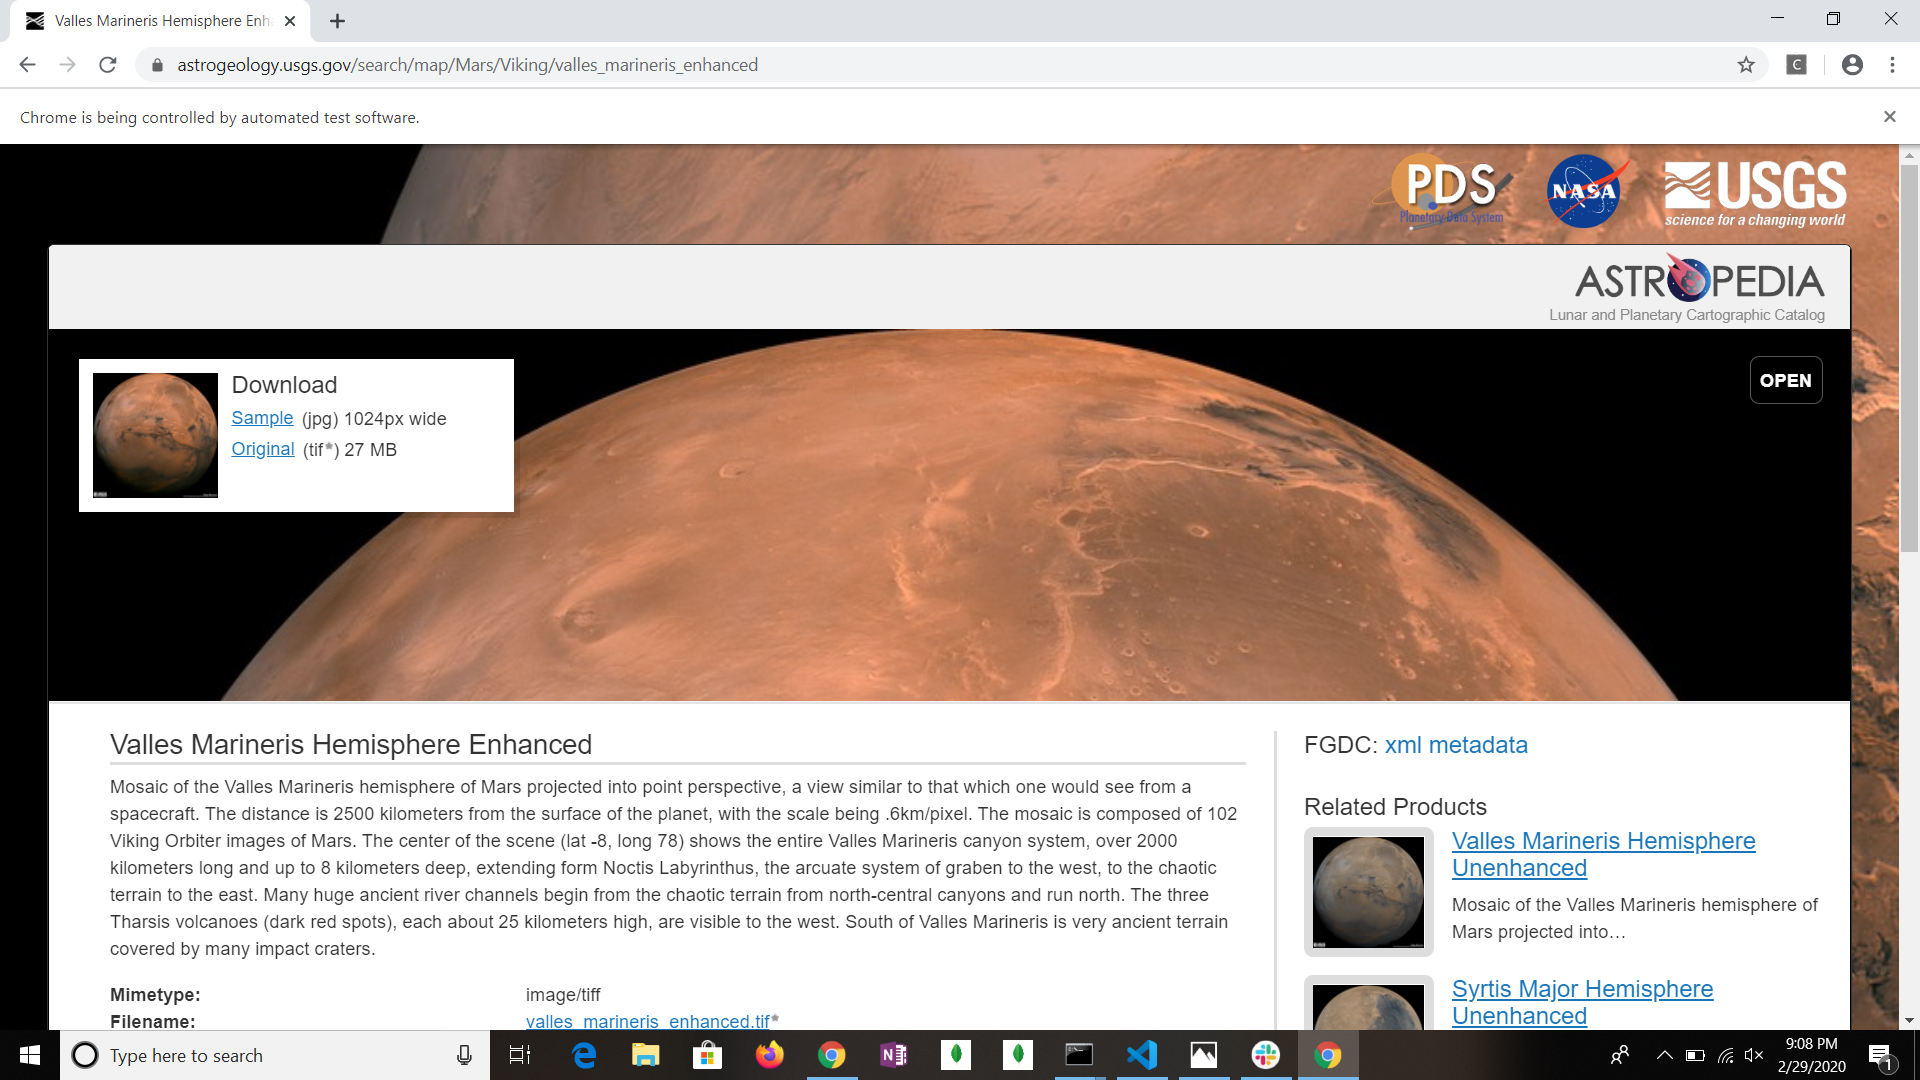 Valles Marineris Hemisphere Enh
astrogeology.usgs.gov/search/map/Mars/Viking/valles_marineris_enhanced
C
Chrome is being controlled by automated test software.
PDS
Planetary Data System
NASA
USGS
science for a changing world
ASTROPEDIA
Lunar and Planetary Cartographic Catalog
Download
Sample (jpg) 1024px wide
Original (tif*) 27 MB
OPEN
Valles Marineris Hemisphere Enhanced
Mosaic of the Valles Marineris hemisphere of Mars projected into point perspective, a view similar to that which one would see from a
spacecraft. The distance is 2500 kilometers from the surface of the planet, with the scale being .6km/pixel. The mosaic is composed of 102
Viking Orbiter images of Mars. The center of the scene (lat -8, long 78) shows the entire Valles Marineris canyon system, over 2000
kilometers long and up to 8 kilometers deep, extending form Noctis Labyrinthus, the arcuate system of graben to the west, to the chaotic
terrain to the east. Many huge ancient river channels begin from the chaotic terrain from north-central canyons and run north. The three
Tharsis volcanoes (dark red spots), each about 25 kilometers high, are visible to the west. South of Valles Marineris is very ancient terrain
covered by many impact craters.
Mimetype: image/tiff
Filename: valles_marineris_enhanced.tif*
FGDC: xml metadata
Related Products
Valles Marineris Hemisphere
Unenhanced
Mosaic of the Valles Marineris hemisphere of
Mars projected into…
Syrtis Major Hemisphere
Unenhanced
Type here to search
N
9:08 PM
2/29/2020
1